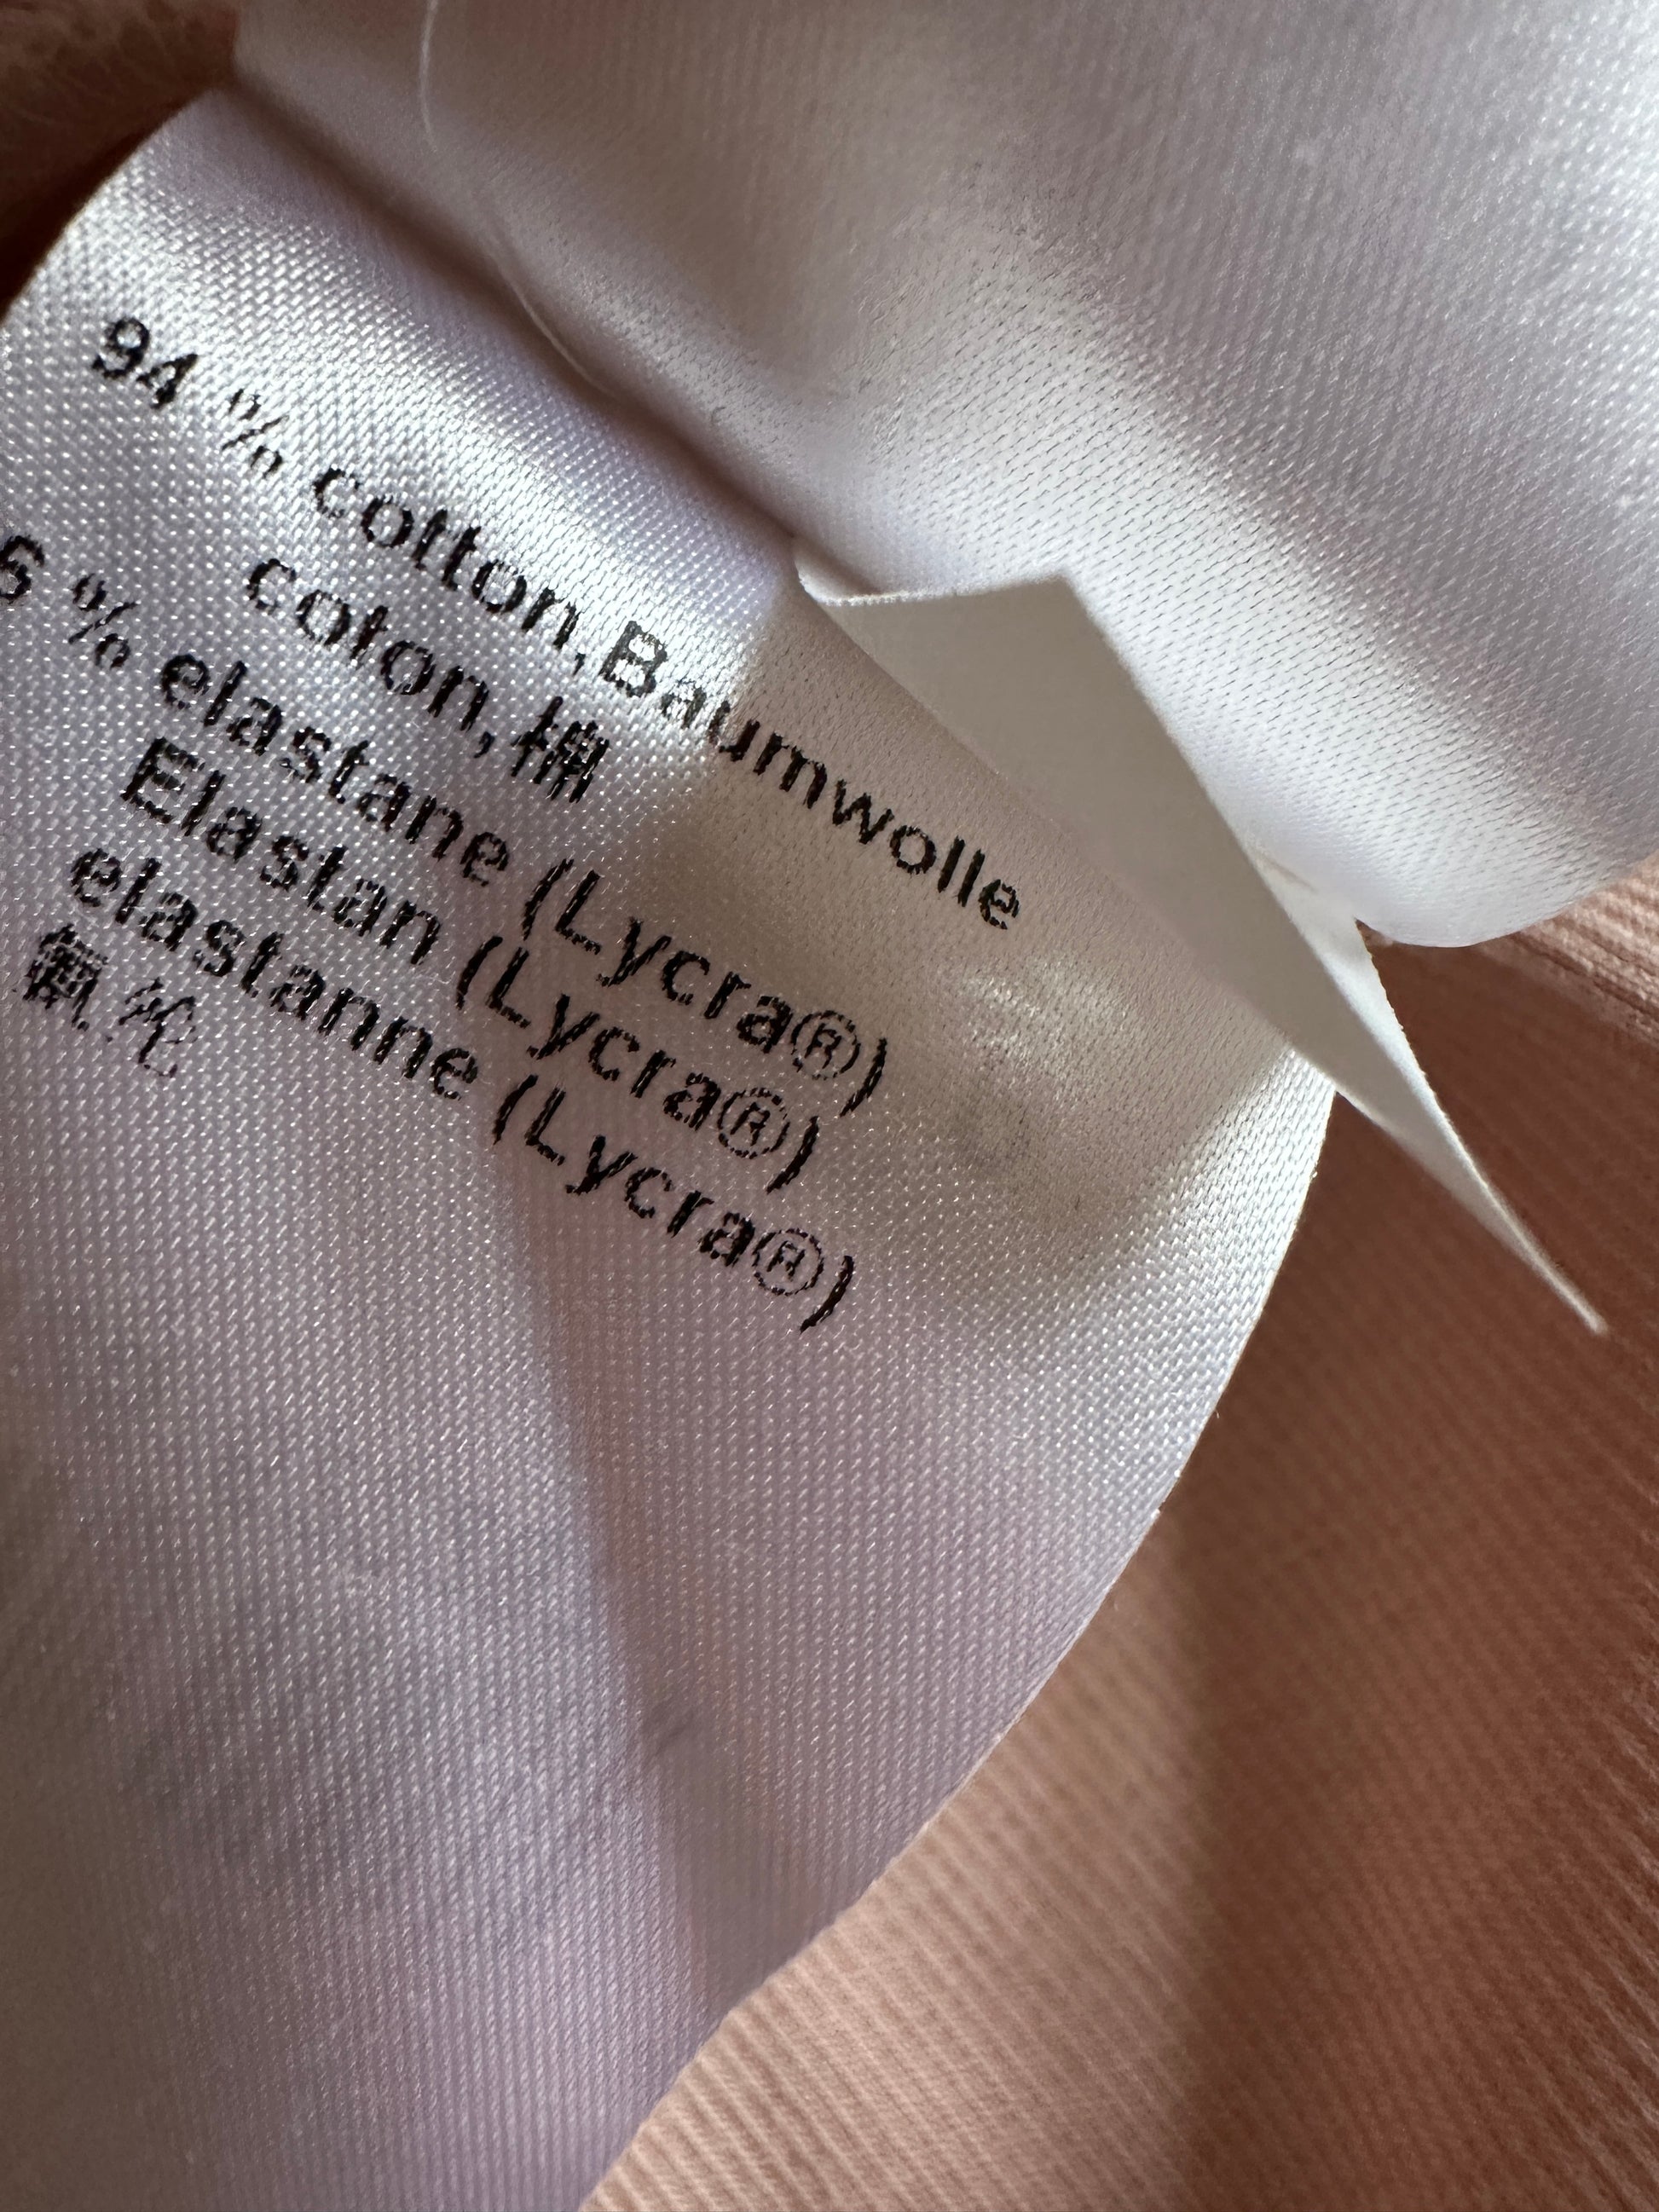 94 % cotton,Baumwolle
coton,棉
6 % elastane (Lycra®)
Elastan (Lycra®)
elastanne (Lycra®)
氨纶